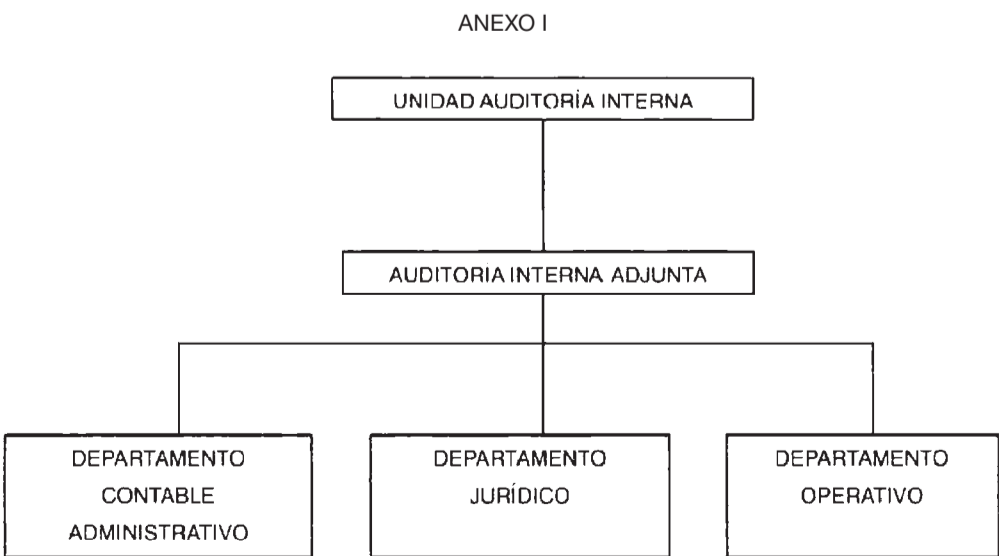 ANEXO I
UNIDAD AUDITORÍA INTERNA
AUDITORIA INTERNA ADJUNTA
DEPARTAMENTO
CONTABLE
ADMINISTRATIVO
DEPARTAMENTO
JURÍDICO
DEPARTAMENTO
OPERATIVO